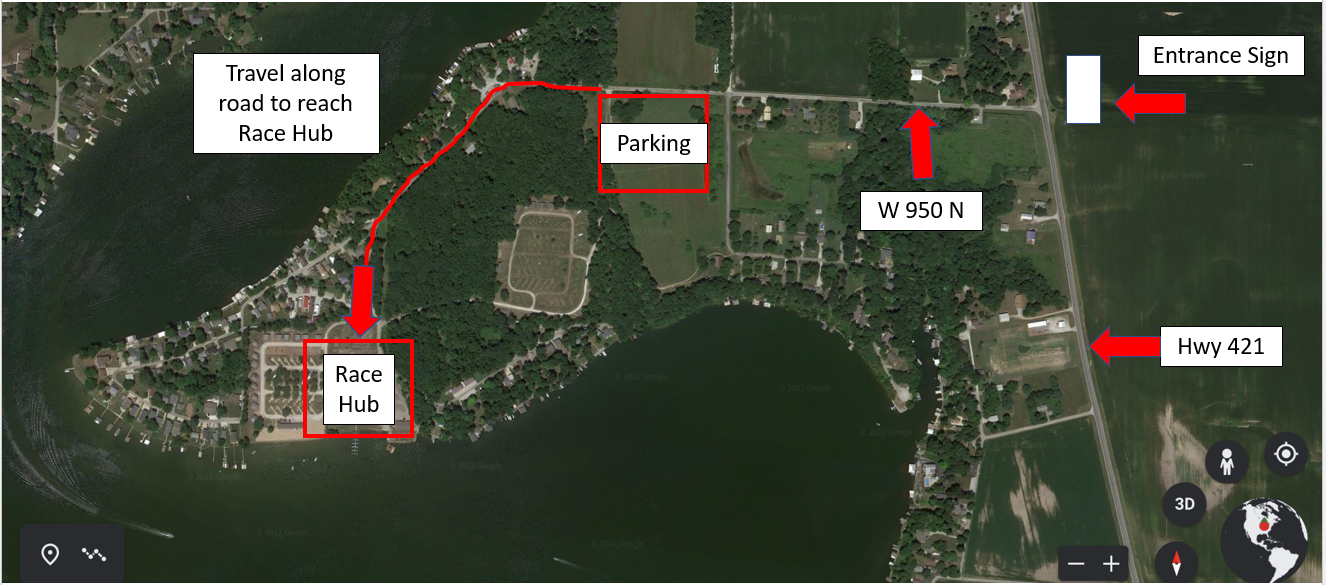 Entrance Sign
Travel along
road to reach
Race Hub
Parking
W 950 N
Hwy 421
Race
Hub
3D